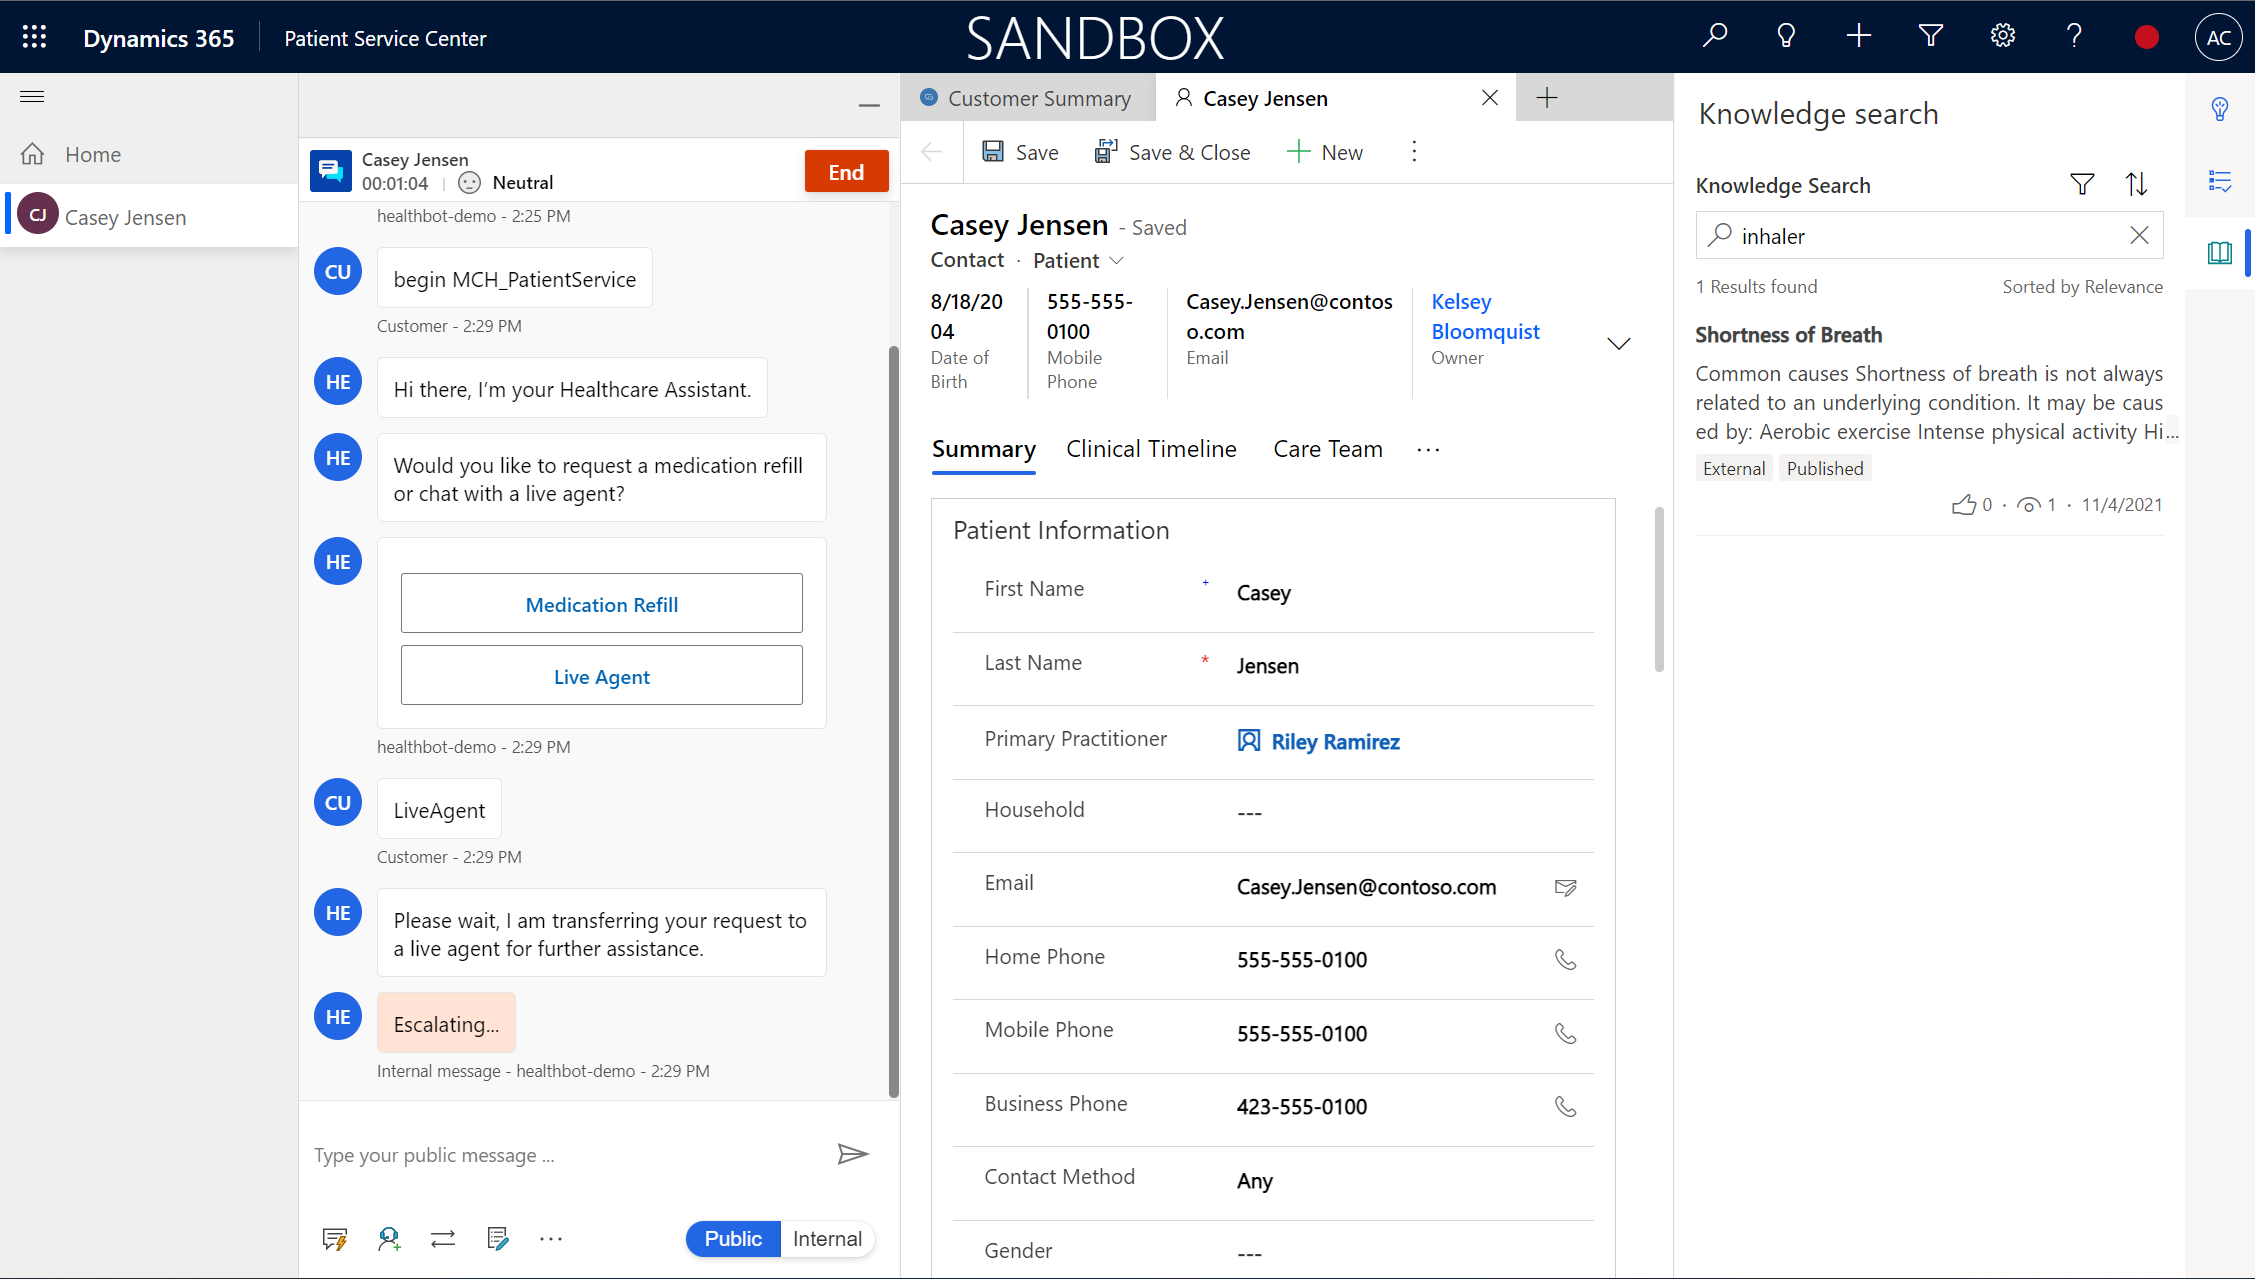 Dynamics 365
Patient Service Center
SANDBOX
AC
Home
CJ
Casey Jensen
Casey Jensen
00:01:04
Neutral
End
healthbot-demo - 2:25 PM
CU
begin MCH_PatientService
Customer - 2:29 PM
HE
Hi there, I'm your Healthcare Assistant.
HE
Would you like to request a medication refill
or chat with a live agent?
HE
Medication Refill
Live Agent
healthbot-demo - 2:29 PM
CU
LiveAgent
Customer - 2:29 PM
HE
Please wait, I am transferring your request to
a live agent for further assistance.
HE
Escalating...
Internal message - healthbot-demo - 2:29 PM
Type your public message ...
Public
Internal
Customer Summary
Casey Jensen
Save
Save & Close
New
Casey Jensen - Saved
Contact · Patient
8/18/20
04
Date of
Birth
555-555-
0100
Mobile
Phone
Casey.Jensen@contos
o.com
Email
Kelsey
Bloomquist
Owner
Summary
Clinical Timeline
Care Team
...
Patient Information
First Name + Casey
Last Name * Jensen
Primary Practitioner Riley Ramirez
Household ---
Email Casey.Jensen@contoso.com
Home Phone 555-555-0100
Mobile Phone 555-555-0100
Business Phone 423-555-0100
Contact Method Any
Gender ---
Knowledge search
Knowledge Search
inhaler
1 Results found
Sorted by Relevance
Shortness of Breath
Common causes Shortness of breath is not always
related to an underlying condition. It may be caus
ed by: Aerobic exercise Intense physical activity Hi...
External
Published
0 · 1 · 11/4/2021